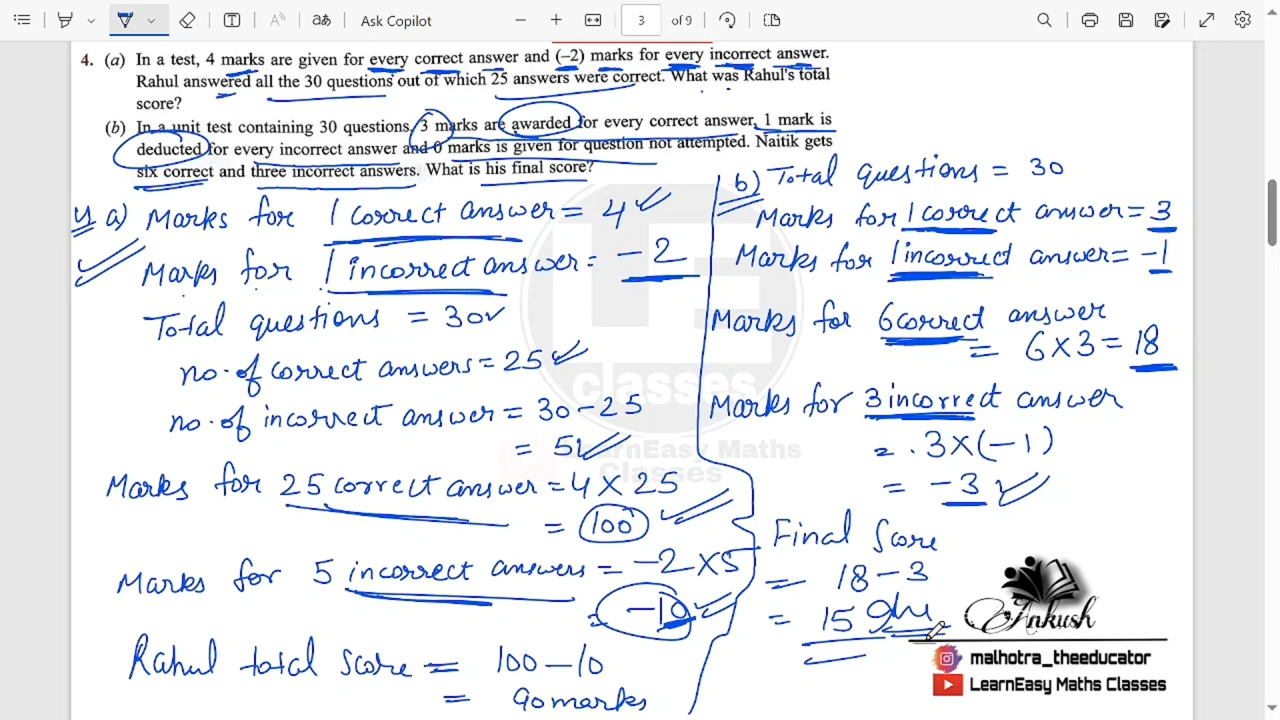 Ask Copilot
3 of 9
4. (a) In a test, 4 marks are given for every correct answer and (–2) marks for every incorrect answer.
Rahul answered all the 30 questions out of which 25 answers were correct. What was Rahul's total
score?
(b) In a unit test containing 30 questions, 3 marks are awarded for every correct answer, 1 mark is
deducted for every incorrect answer and 0 marks is given for question not attempted. Naitik gets
six correct and three incorrect answers. What is his final score?
4 a) Marks for 1 correct answer = 4
Marks for 1 incorrect answer = -2
Total questions = 30
no. of correct answers = 25
no. of incorrect answer = 30-25
= 5
Marks for 25 correct answer = 4 × 25
= 100
Marks for 5 incorrect answers = -2 × 5
= -10
Rahul total score = 100 - 10
= 90 marks
b) Total questions = 30
Marks for 1 correct answer = 3
Marks for 1 incorrect answer = -1
Marks for 6 correct answer
= 6 × 3 = 18
Marks for 3 incorrect answer
= 3 × (-1)
= -3
Final Score
= 18 - 3
= 15 Ans
LE
classes
LearnEasy Maths
Classes
Ankush
malhotra_theeducator
LearnEasy Maths Classes